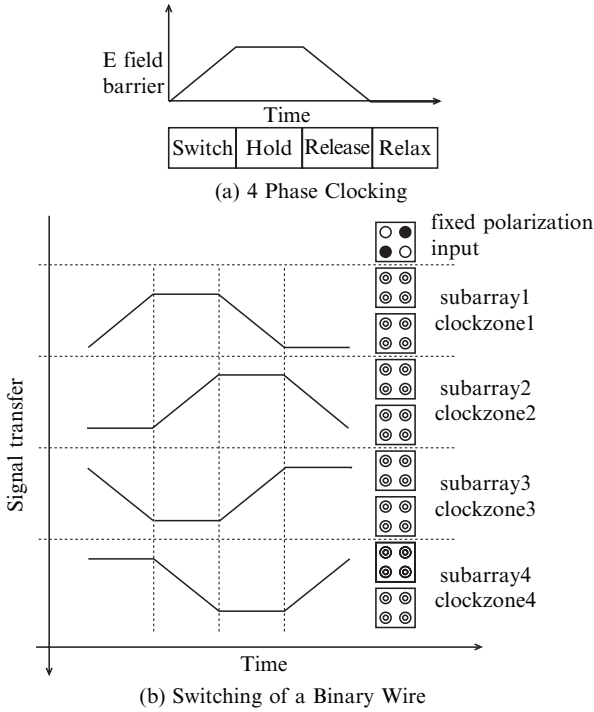 E field
barrier
Time
Switch Hold Release Relax
(a) 4 Phase Clocking
fixed polarization
input
subarray1
clockzone1
subarray2
clockzone2
subarray3
clockzone3
subarray4
clockzone4
Signal transfer
Time
(b) Switching of a Binary Wire